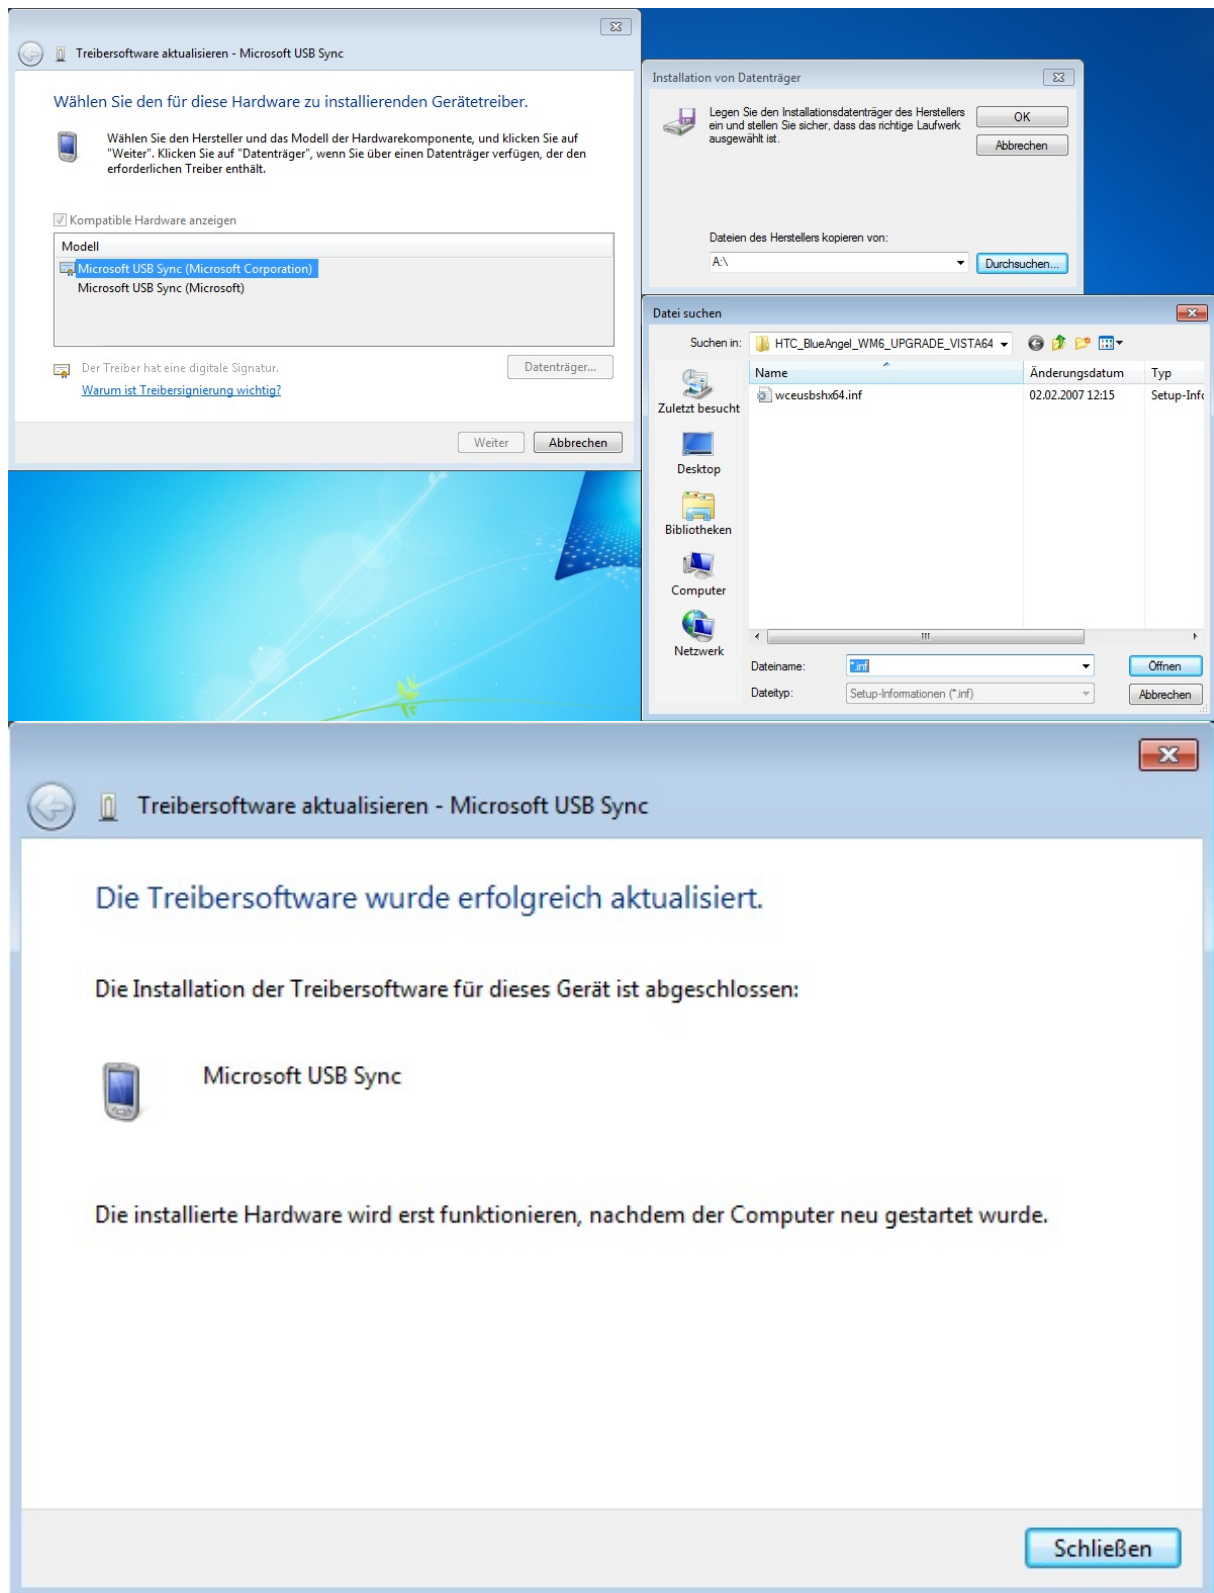 Treibersoftware aktualisieren - Microsoft USB Sync
Wählen Sie den für diese Hardware zu installierenden Gerätetreiber.
Wählen Sie den Hersteller und das Modell der Hardwarekomponente, und klicken Sie auf
"Weiter". Klicken Sie auf "Datenträger", wenn Sie über einen Datenträger verfügen, der den
erforderlichen Treiber enthält.
Kompatible Hardware anzeigen
Modell
Microsoft USB Sync (Microsoft Corporation)
Microsoft USB Sync (Microsoft)
Der Treiber hat eine digitale Signatur.
Datenträger...
Warum ist Treibersignierung wichtig?
Weiter
Abbrechen
Installation von Datenträger
Legen Sie den Installationsdatenträger des Herstellers
ein und stellen Sie sicher, dass das richtige Laufwerk
ausgewählt ist.
OK
Abbrechen
Dateien des Herstellers kopieren von:
A:\
Durchsuchen...
Datei suchen
Suchen in:
HTC_BlueAngel_WM6_UPGRADE_VISTA64
Name
Änderungsdatum
Typ
wceusbshx64.inf
02.02.2007 12:15
Setup-Info
Zuletzt besucht
Desktop
Bibliotheken
Computer
Netzwerk
Dateiname:
*.inf
Öffnen
Dateityp:
Setup-Informationen (*.inf)
Abbrechen
Treibersoftware aktualisieren - Microsoft USB Sync
Die Treibersoftware wurde erfolgreich aktualisiert.
Die Installation der Treibersoftware für dieses Gerät ist abgeschlossen:
Microsoft USB Sync
Die installierte Hardware wird erst funktionieren, nachdem der Computer neu gestartet wurde.
Schließen